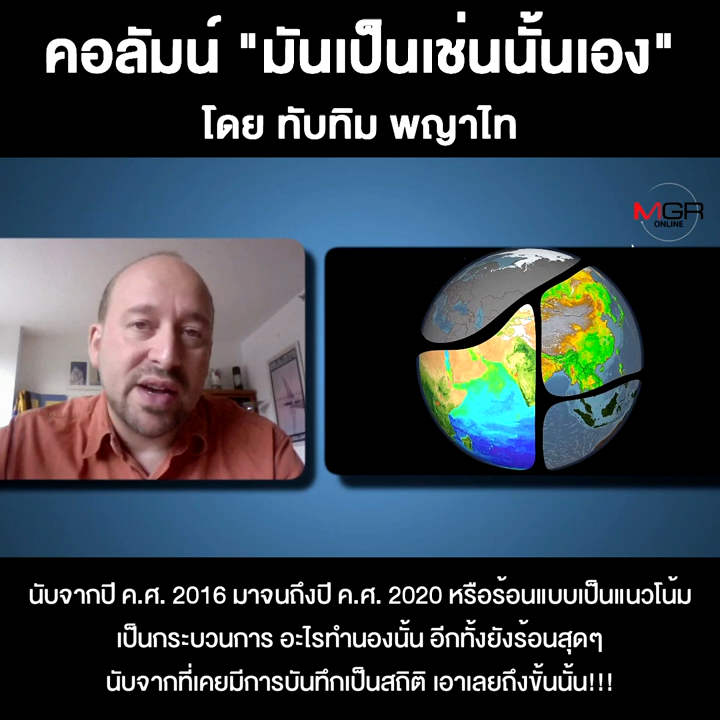 คอลัมน์ "มันเป็นเช่นนั้นเอง"
โดย ทับทิม พญาไท
MGR
ONLINE
นับจากปี ค.ศ. 2016 มาจนถึงปี ค.ศ. 2020 หรือร้อนแบบเป็นแนวโน้ม
เป็นกระบวนการ อะไรทำนองนั้น อีกทั้งยังร้อนสุดๆ
นับจากที่เคยมีการบันทึกเป็นสถิติ เอาเลยถึงขั้นนั้น!!!